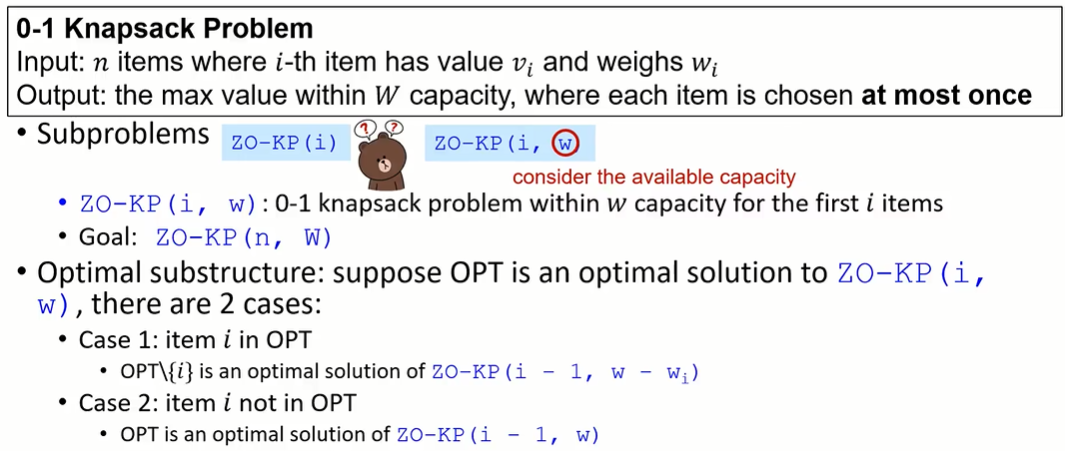 0-1 Knapsack Problem
Input: n items where i-th item has value vᵢ and weighs wᵢ
Output: the max value within W capacity, where each item is chosen at most once
• Subproblems ZO-KP(i) ? ? ZO-KP(i, w)
consider the available capacity
• ZO-KP(i, w): 0-1 knapsack problem within w capacity for the first i items
• Goal: ZO-KP(n, W)
• Optimal substructure: suppose OPT is an optimal solution to ZO-KP(i,
w), there are 2 cases:
• Case 1: item i in OPT
• OPT\{i} is an optimal solution of ZO-KP(i - 1, w - wᵢ)
• Case 2: item i not in OPT
• OPT is an optimal solution of ZO-KP(i - 1, w)